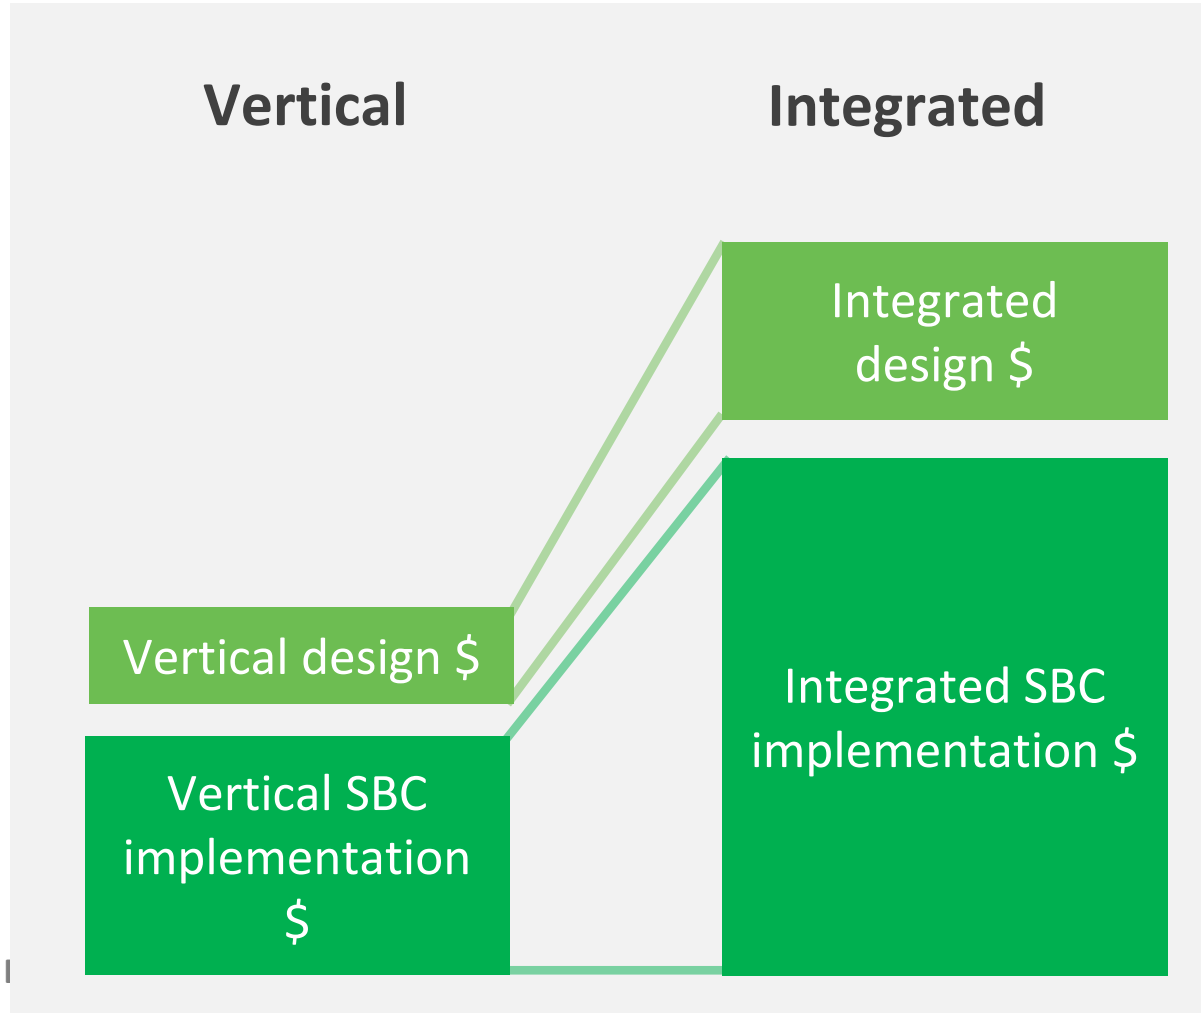 Vertical
Integrated
Integrated
design $
Vertical design $
Integrated SBC
implementation $
Vertical SBC
implementation
$